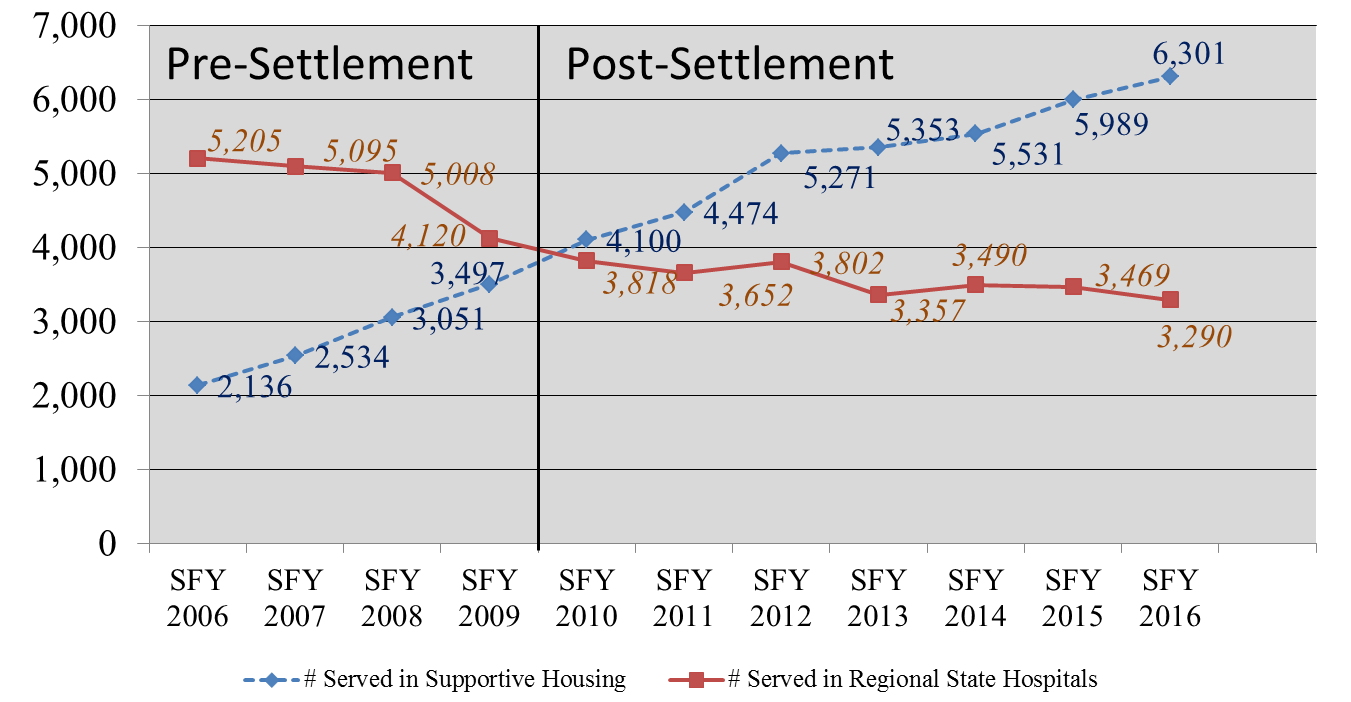 7,000
6,000
5,000
4,000
3,000
2,000
1,000
0
Pre-Settlement
Post-Settlement
5,205
5,095
5,008
4,120
3,818
3,652
3,802
3,357
3,490
3,469
3,290
2,136
2,534
3,051
3,497
4,100
4,474
5,271
5,353
5,531
5,989
6,301
SFY
2006
SFY
2007
SFY
2008
SFY
2009
SFY
2010
SFY
2011
SFY
2012
SFY
2013
SFY
2014
SFY
2015
SFY
2016
# Served in Supportive Housing
# Served in Regional State Hospitals